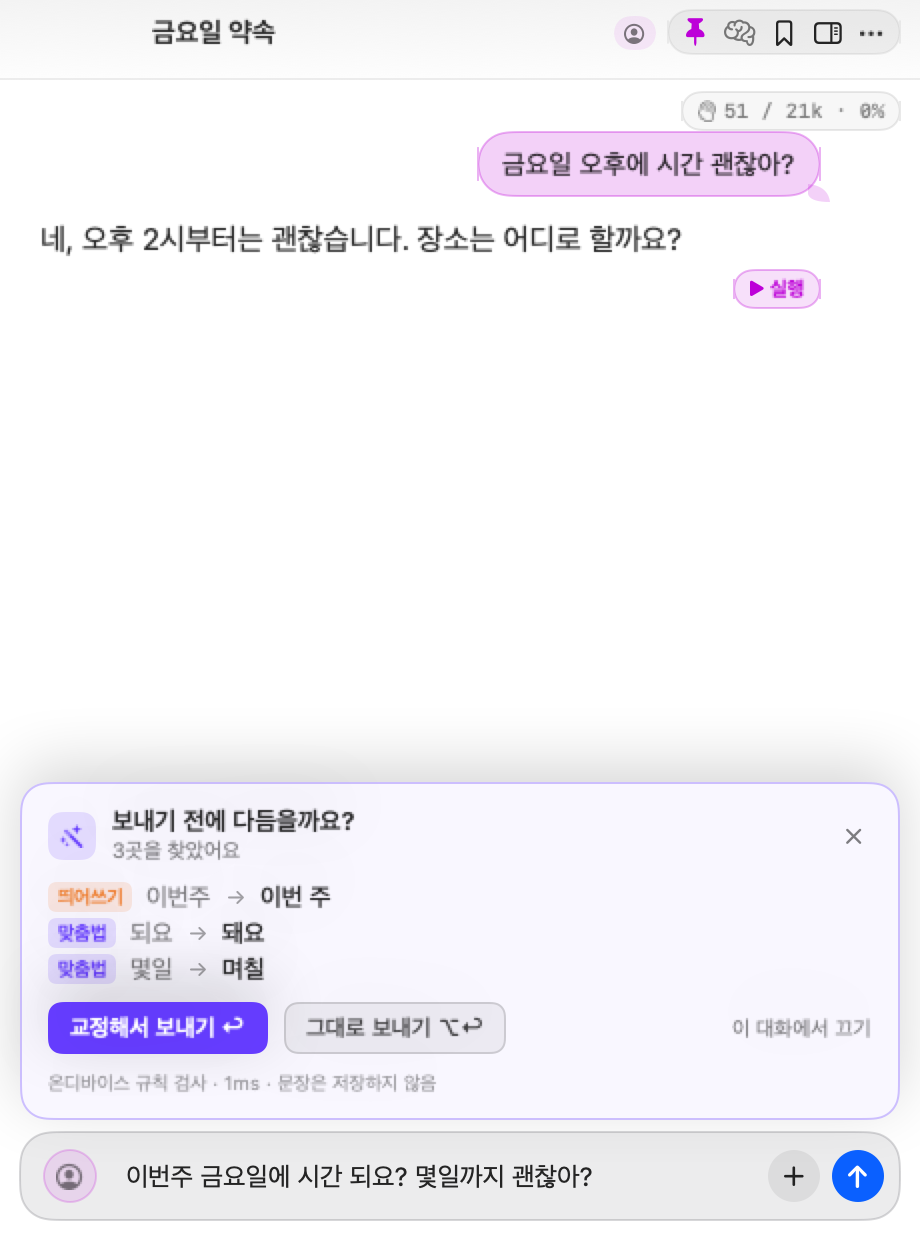 금요일 약속
51 / 21k · 0%
금요일 오후에 시간 괜찮아?
네, 오후 2시부터는 괜찮습니다. 장소는 어디로 할까요?
▶ 실행
보내기 전에 다듬을까요?
3곳을 찾았어요
띄어쓰기 이번주 → 이번 주
맞춤법 되요 → 돼요
맞춤법 몇일 → 며칠
교정해서 보내기 ↩ 그대로 보내기 ⌥↩ 이 대화에서 끄기
온디바이스 규칙 검사 · 1ms · 문장은 저장하지 않음
이번주 금요일에 시간 되요? 몇일까지 괜찮아?